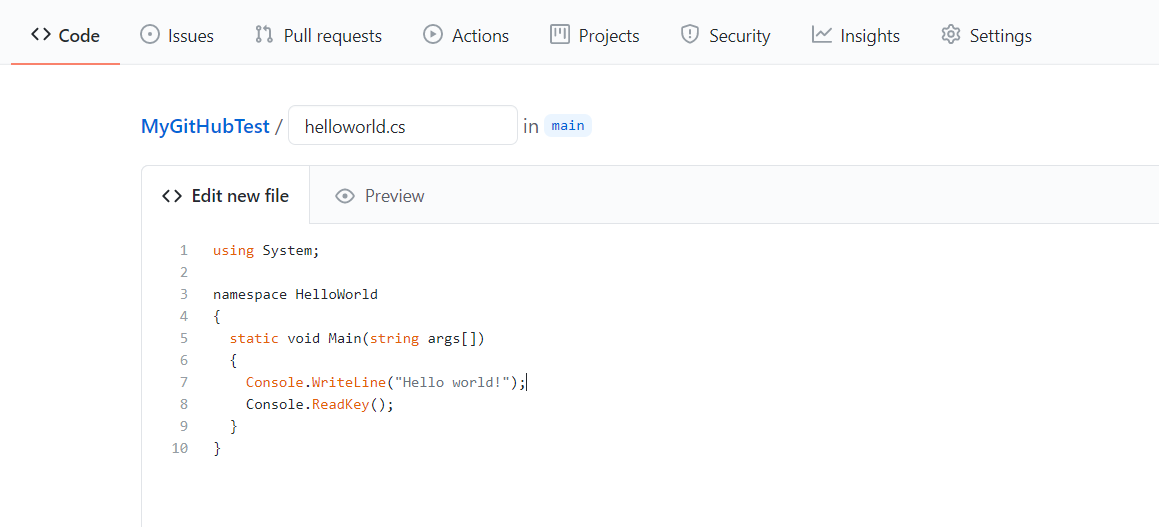 Code Issues Pull requests Actions Projects Security Insights Settings
MyGitHubTest / helloworld.cs in main
Edit new file Preview
1 using System;
2
3 namespace HelloWorld
4 {
5 static void Main(string args[])
6 {
7 Console.WriteLine("Hello world!");
8 Console.ReadKey();
9 }
10 }